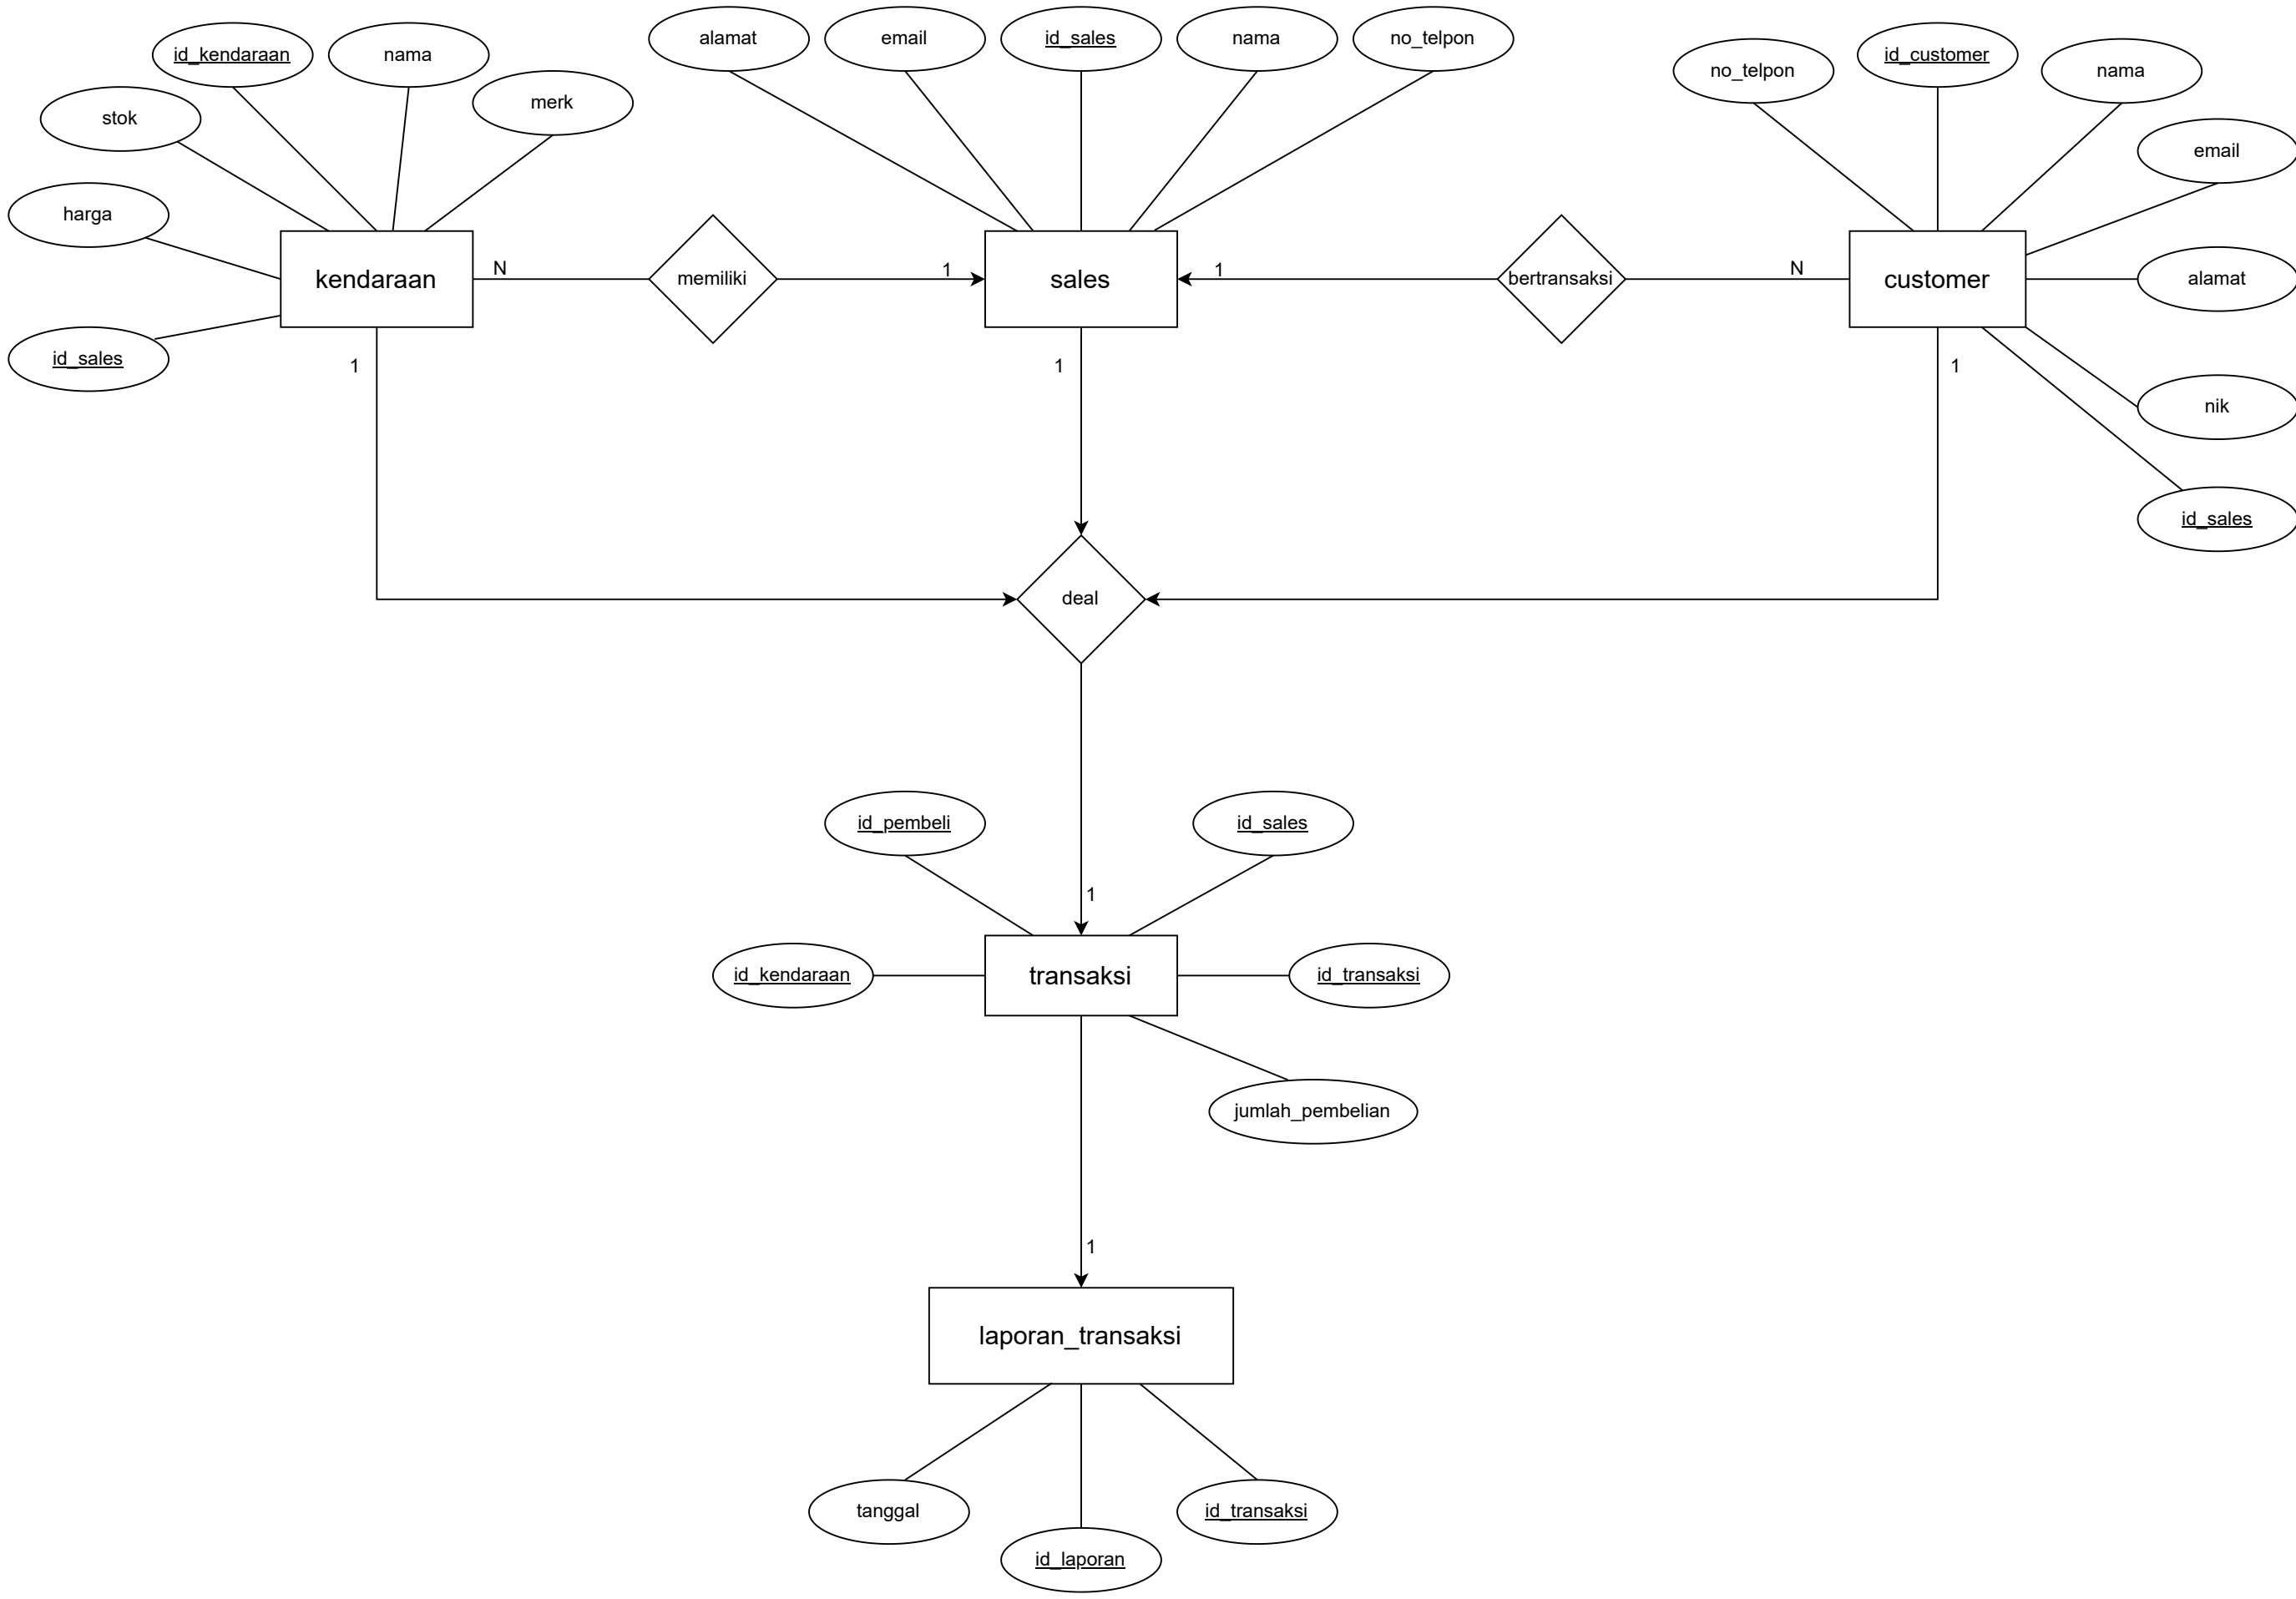 alamat
email
id_sales
nama
no_telpon
id_kendaraan
nama
id_customer
no_telpon
nama
merk
stok
email
harga
kendaraan
N
memiliki
1
sales
1
bertransaksi
N
customer
alamat
id_sales
1
1
1
nik
id_sales
deal
id_pembeli
id_sales
1
id_kendaraan
transaksi
id_transaksi
jumlah_pembelian
1
laporan_transaksi
tanggal
id_transaksi
id_laporan